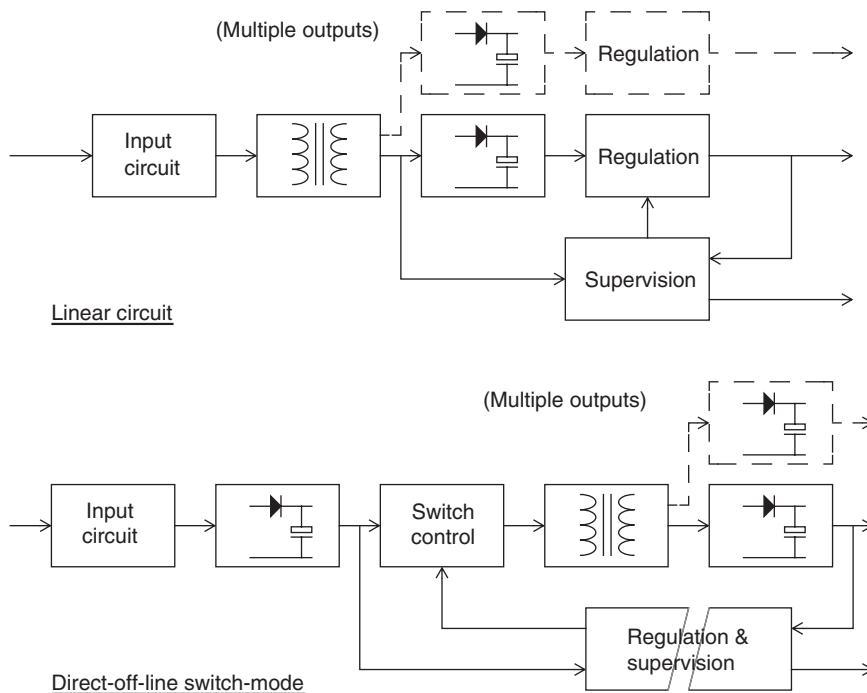 (Multiple outputs)
Regulation
Input
circuit
Regulation
Supervision
Linear circuit
(Multiple outputs)
Input
circuit
Switch
control
Regulation &
supervision
Direct-off-line switch-mode